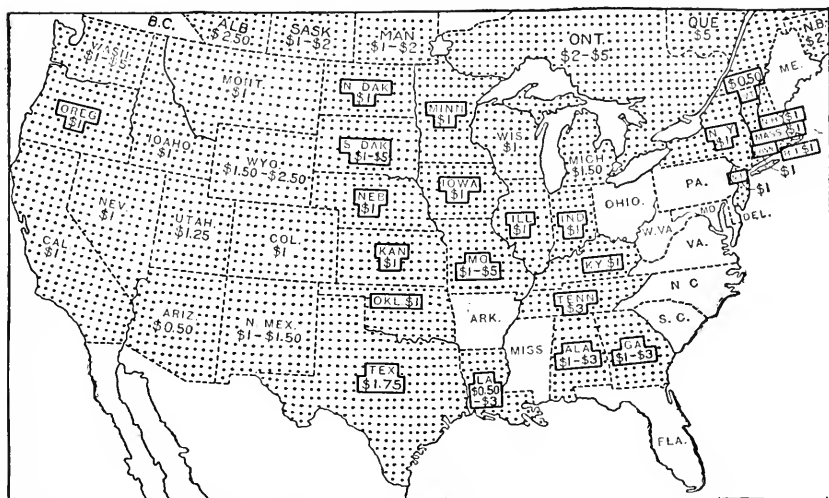 B.C.
ALB
$2.50
SASK
$1–$2
MAN
$1–$2
ONT.
$2–$5
QUE
$5
N.B.
$2
WASH.
$1–$5
MONT.
$1
N. DAK
$1
MINN
$1
ME.
$0.50
OREG
$1
IDAHO
$1
WYO.
$1.50–$2.50
S. DAK
$1–$5
WIS.
$1
MICH
$1.50
N.Y
$1
N.H. $1
MASS. $1
R.I. $1
$1
NEV.
$1
UTAH.
$1.25
COL.
$1
NEB
$1
IOWA
$1
ILL
$1
IND
$1
OHIO.
PA.
$1
MD.
DEL.
W.VA.
VA.
CAL
$1
KAN
$1
MO
$1–$5
KY $1
ARIZ.
$0.50
N. MEX.
$1–$1.50
OKL. $1
ARK.
TENN
$3
N C
S. C.
TEX
$1.75
LA
$0.50
–$3
MISS
ALA
$1–$3
GA
$1–$3
FLA.